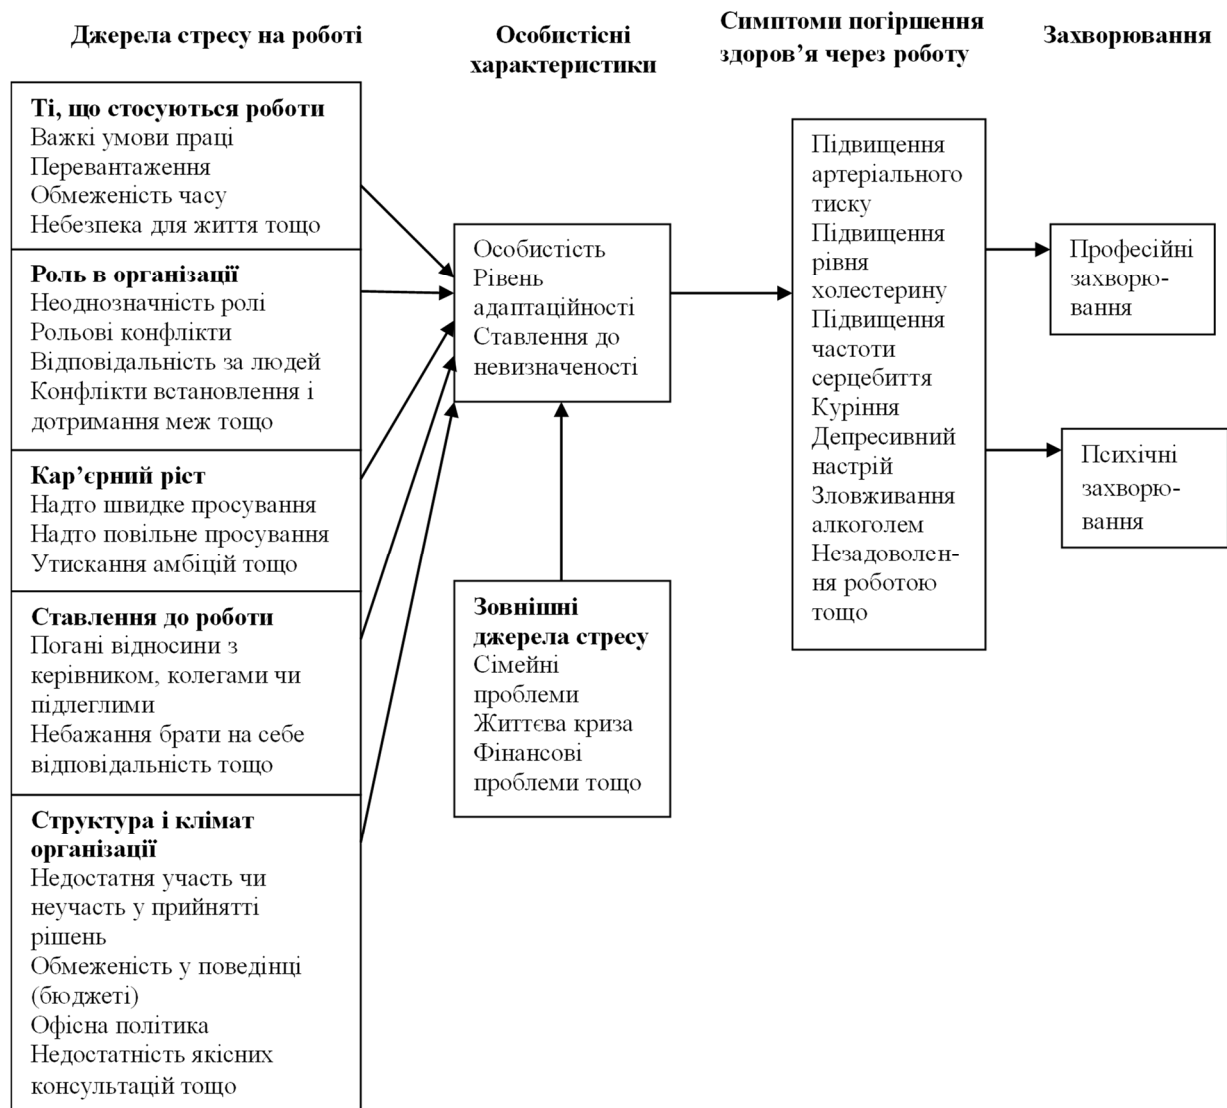 Джерела стресу на роботі
Особистісні
характеристики
Симптоми погіршення
здоров’я через роботу
Захворювання
Ті, що стосуються роботи
Важкі умови праці
Перевантаження
Обмеженість часу
Небезпека для життя тощо
Роль в організації
Неоднозначність ролі
Рольові конфлікти
Відповідальність за людей
Конфлікти встановлення і
дотримання меж тощо
Кар’єрний ріст
Надто швидке просування
Надто повільне просування
Утискання амбіцій тощо
Ставлення до роботи
Погані відносини з
керівником, колегами чи
підлеглими
Небажання брати на себе
відповідальність тощо
Структура і клімат
організації
Недостатня участь чи
неучасть у прийнятті
рішень
Обмеженість у поведінці
(бюджеті)
Офісна політика
Недостатність якісних
консультацій тощо
Особистість
Рівень
адаптаційності
Ставлення до
невизначеності
Зовнішні
джерела стресу
Сімейні
проблеми
Життєва криза
Фінансові
проблеми тощо
Підвищення
артеріального
тиску
Підвищення
рівня
холестерину
Підвищення
частоти
серцебиття
Куріння
Депресивний
настрій
Зловживання
алкоголем
Незадоволен-
ня роботою
тощо
Професійні
захворю-
вання
Психічні
захворю-
вання